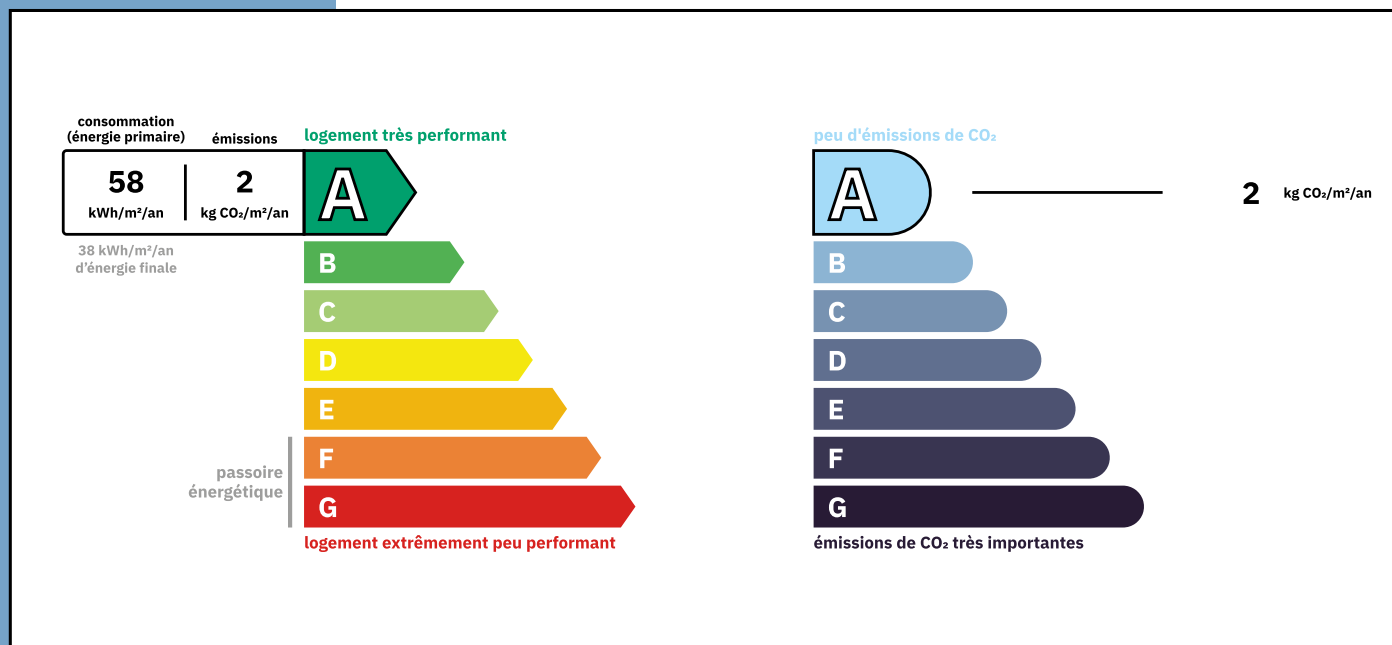 consommation
(énergie primaire)
émissions
logement très performant
58
kWh/m²/an
2
kg CO₂/m²/an
A
38 kWh/m²/an
d'énergie finale
B
C
D
E
F
G
passoire
énergétique
logement extrêmement peu performant
peu d'émissions de CO₂
A
2 kg CO₂/m²/an
B
C
D
E
F
G
émissions de CO₂ très importantes